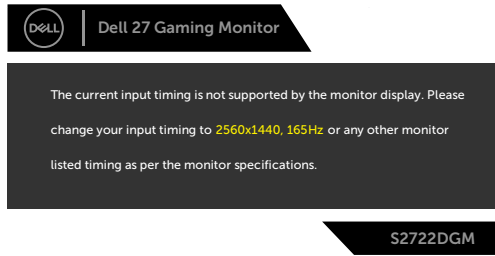 DELL
Dell 27 Gaming Monitor
The current input timing is not supported by the monitor display. Please
change your input timing to 2560x1440, 165Hz or any other monitor
listed timing as per the monitor specifications.
S2722DGM